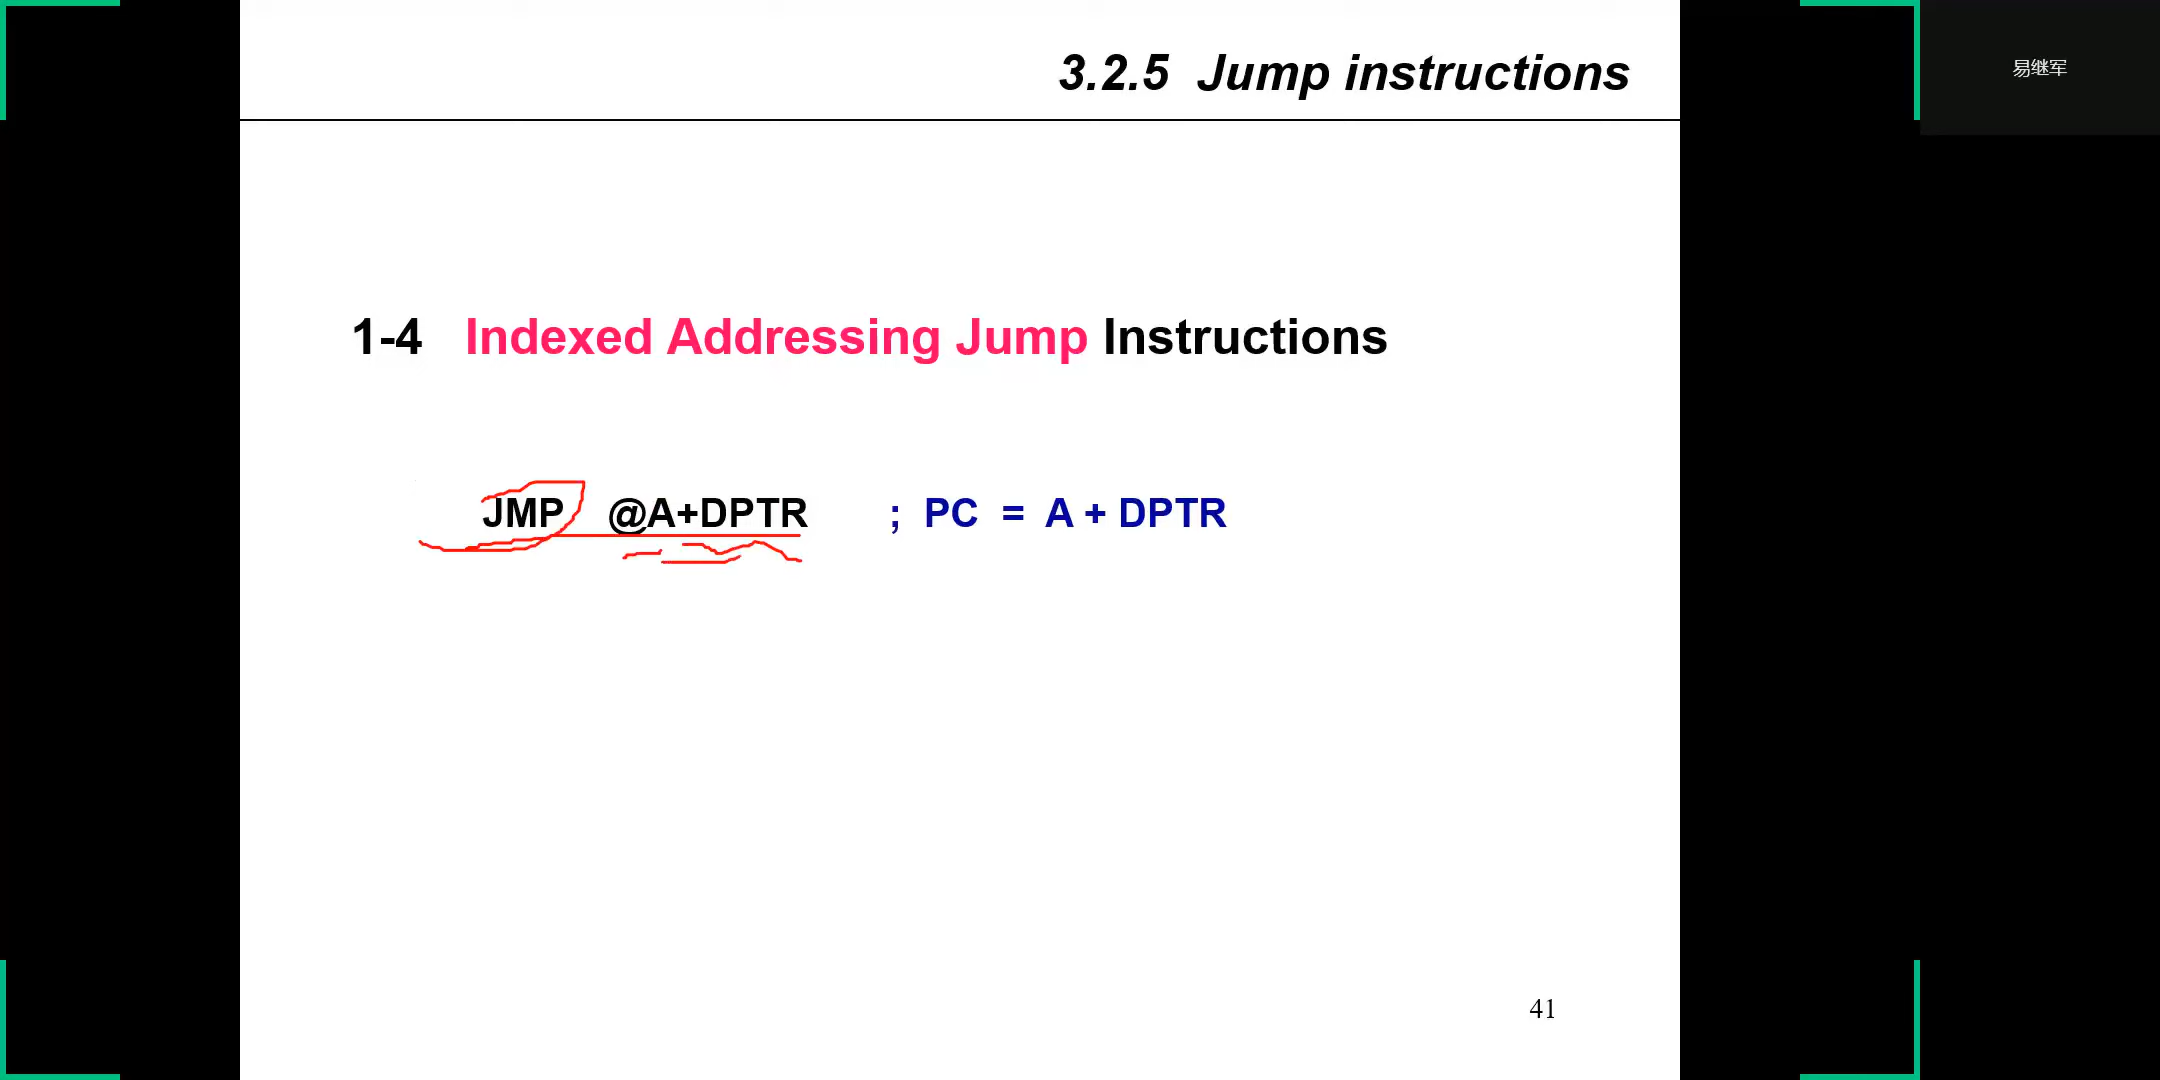 3.2.5 Jump instructions
易继军
1-4 Indexed Addressing Jump Instructions
JMP @A+DPTR ; PC = A + DPTR
41